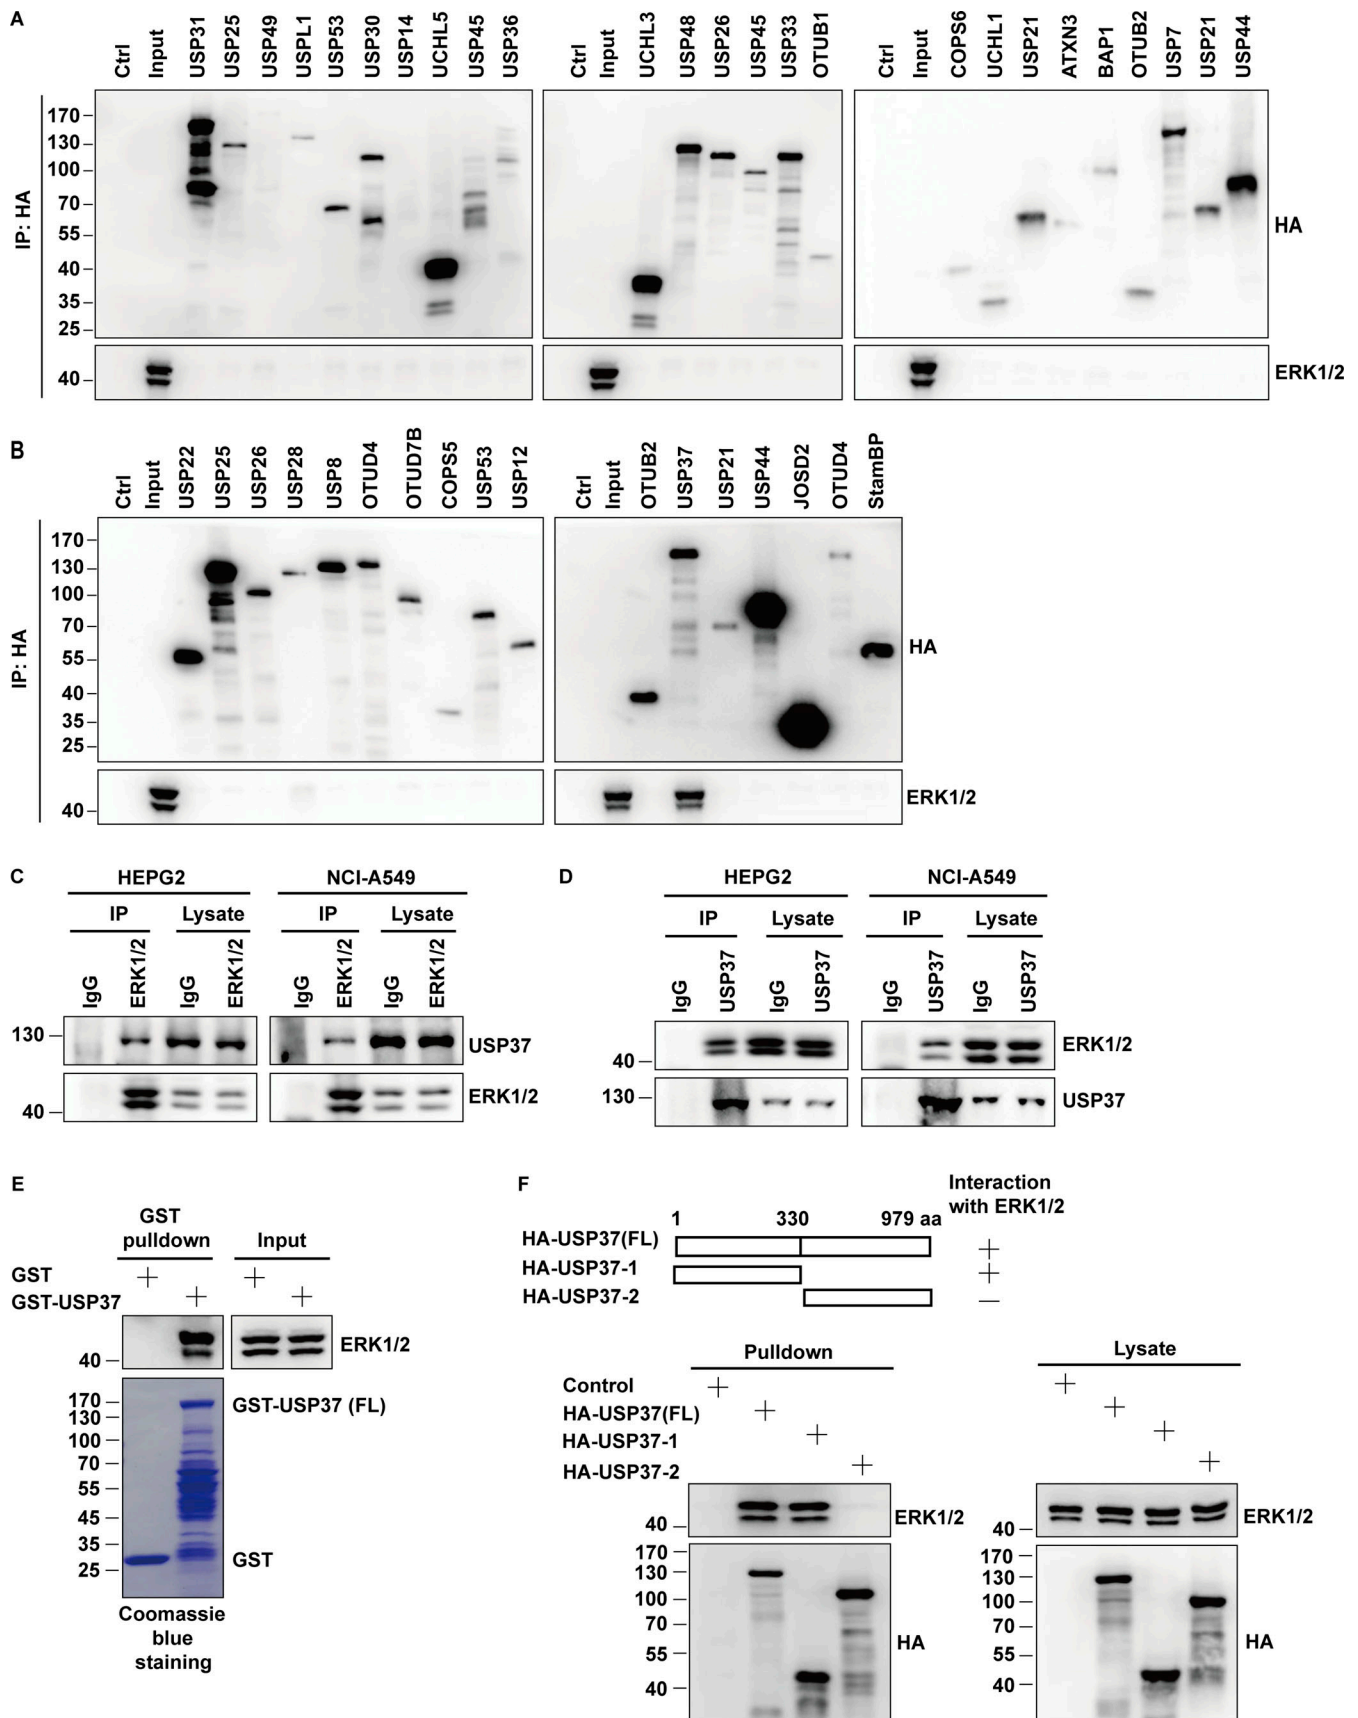 A
Ctrl Input USP31 USP25 USP49 USPL1 USP53 USP30 USP14 UCHL5 USP45 USP36
Ctrl Input UCHL3 USP48 USP26 USP45 USP33 OTUB1
Ctrl Input COPS6 UCHL1 USP21 ATXN3 BAP1 OTUB2 USP7 USP21 USP44
IP: HA
170
130
100
70
55
40
35
25
HA
40
ERK1/2
B
Ctrl Input USP22 USP25 USP26 USP28 USP8 OTUD4 OTUD7B COPS5 USP53 USP12
Ctrl Input OTUB2 USP37 USP21 USP44 JOSD2 OTUD4 StamBP
IP: HA
170
130
100
70
55
40
35
25
HA
40
ERK1/2
C
HEPG2 NCI-A549
IP Lysate IP Lysate
IgG ERK1/2 IgG ERK1/2 IgG ERK1/2 IgG ERK1/2
130 USP37
40 ERK1/2
D
HEPG2 NCI-A549
IP Lysate IP Lysate
IgG USP37 IgG USP37 IgG USP37 IgG USP37
40 ERK1/2
130 USP37
E
GST
pulldown Input
GST + +
GST-USP37 + +
40 ERK1/2
170 GST-USP37 (FL)
130
100
70
55
45
35
25 GST
Coomassie
blue
staining
F
Interaction
with ERK1/2
1 330 979 aa
HA-USP37(FL) +
HA-USP37-1 +
HA-USP37-2 —
Pulldown Lysate
Control + +
HA-USP37(FL) + +
HA-USP37-1 + +
HA-USP37-2 + +
40 ERK1/2 40 ERK1/2
170 170
130 130
100 100
70 70
55 HA 55 HA
40 40